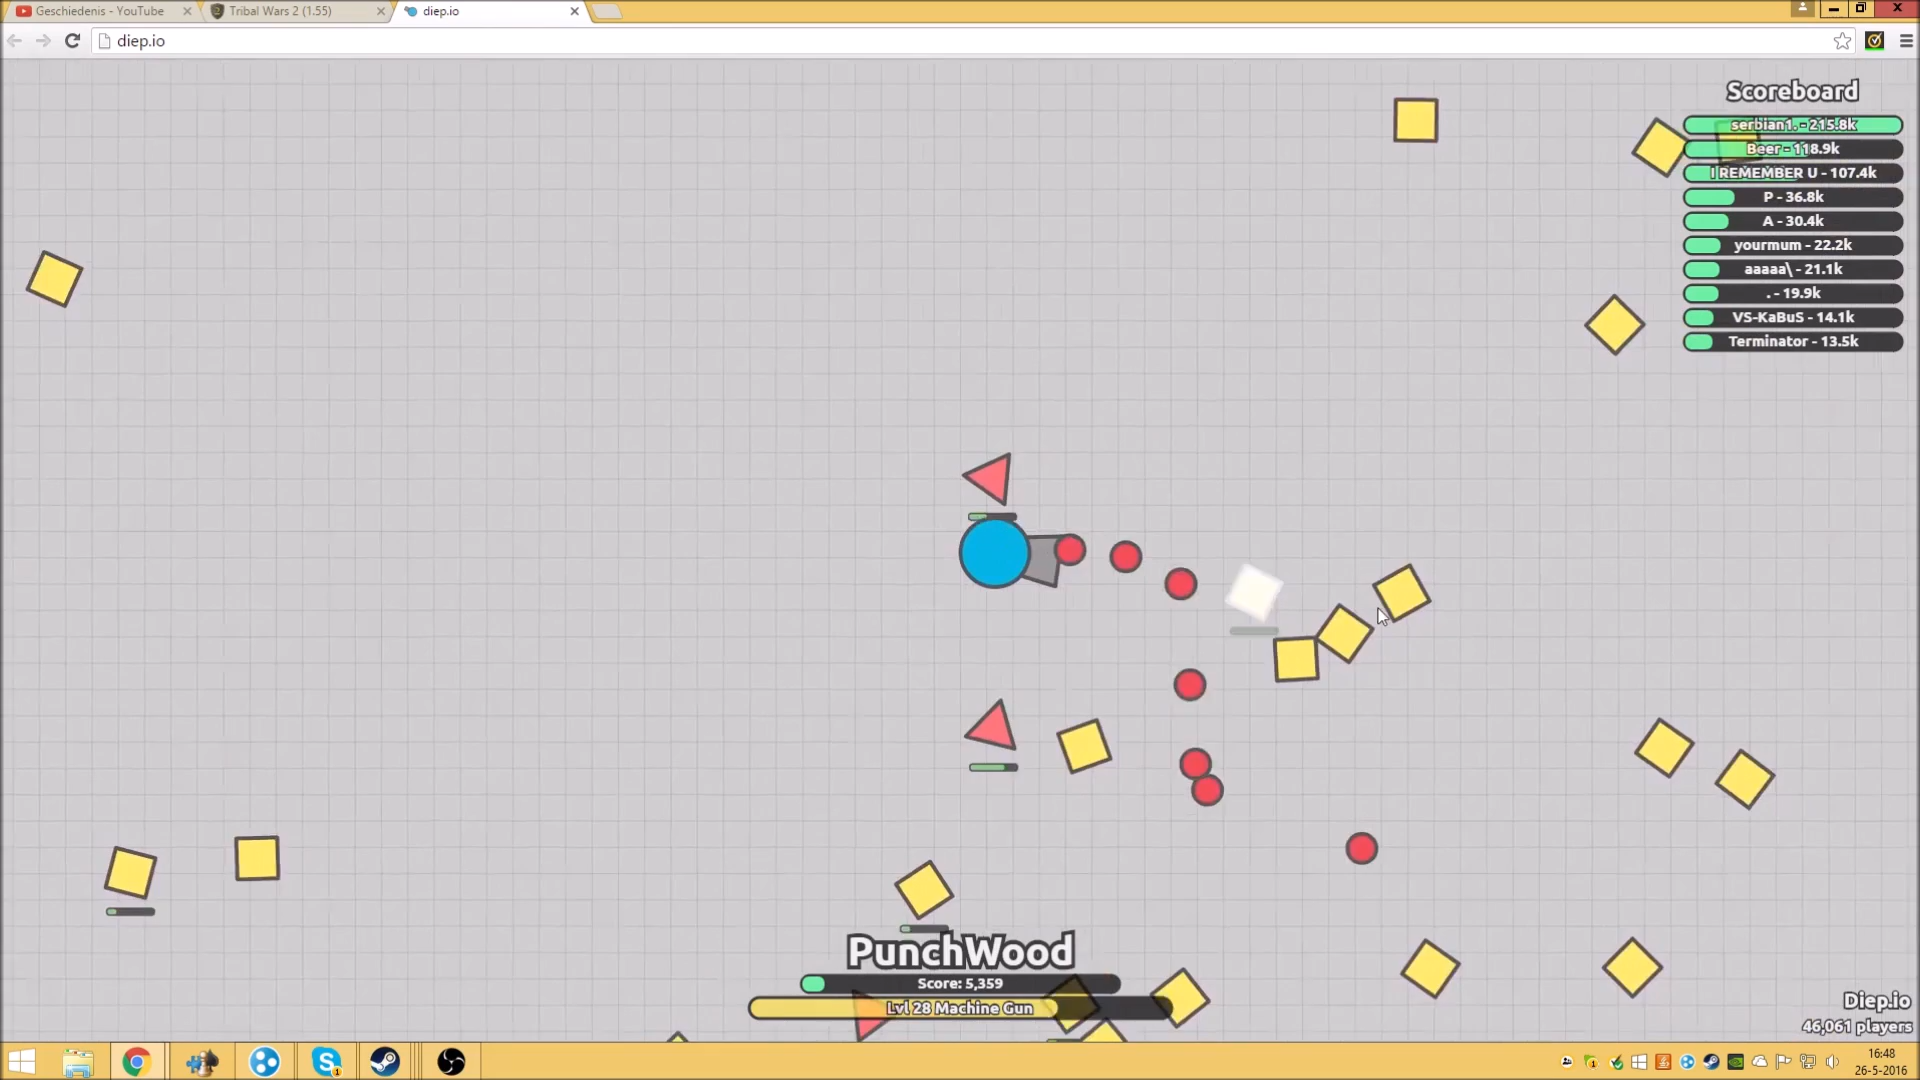 Geschiedenis - YouTube
Tribal Wars 2 (1.55)
diep.io
diep.io
Scoreboard
serbian1. - 215.8k
Beer - 118.9k
I REMEMBER U - 107.4k
P - 36.8k
A - 30.4k
yourmum - 22.2k
aaaaa\ - 21.1k
. - 19.9k
VS-KaBuS - 14.1k
Terminator - 13.5k
PunchWood
Score: 5,359
Lvl 28 Machine Gun
Diep.io
46,061 players
16:48
26-5-2016